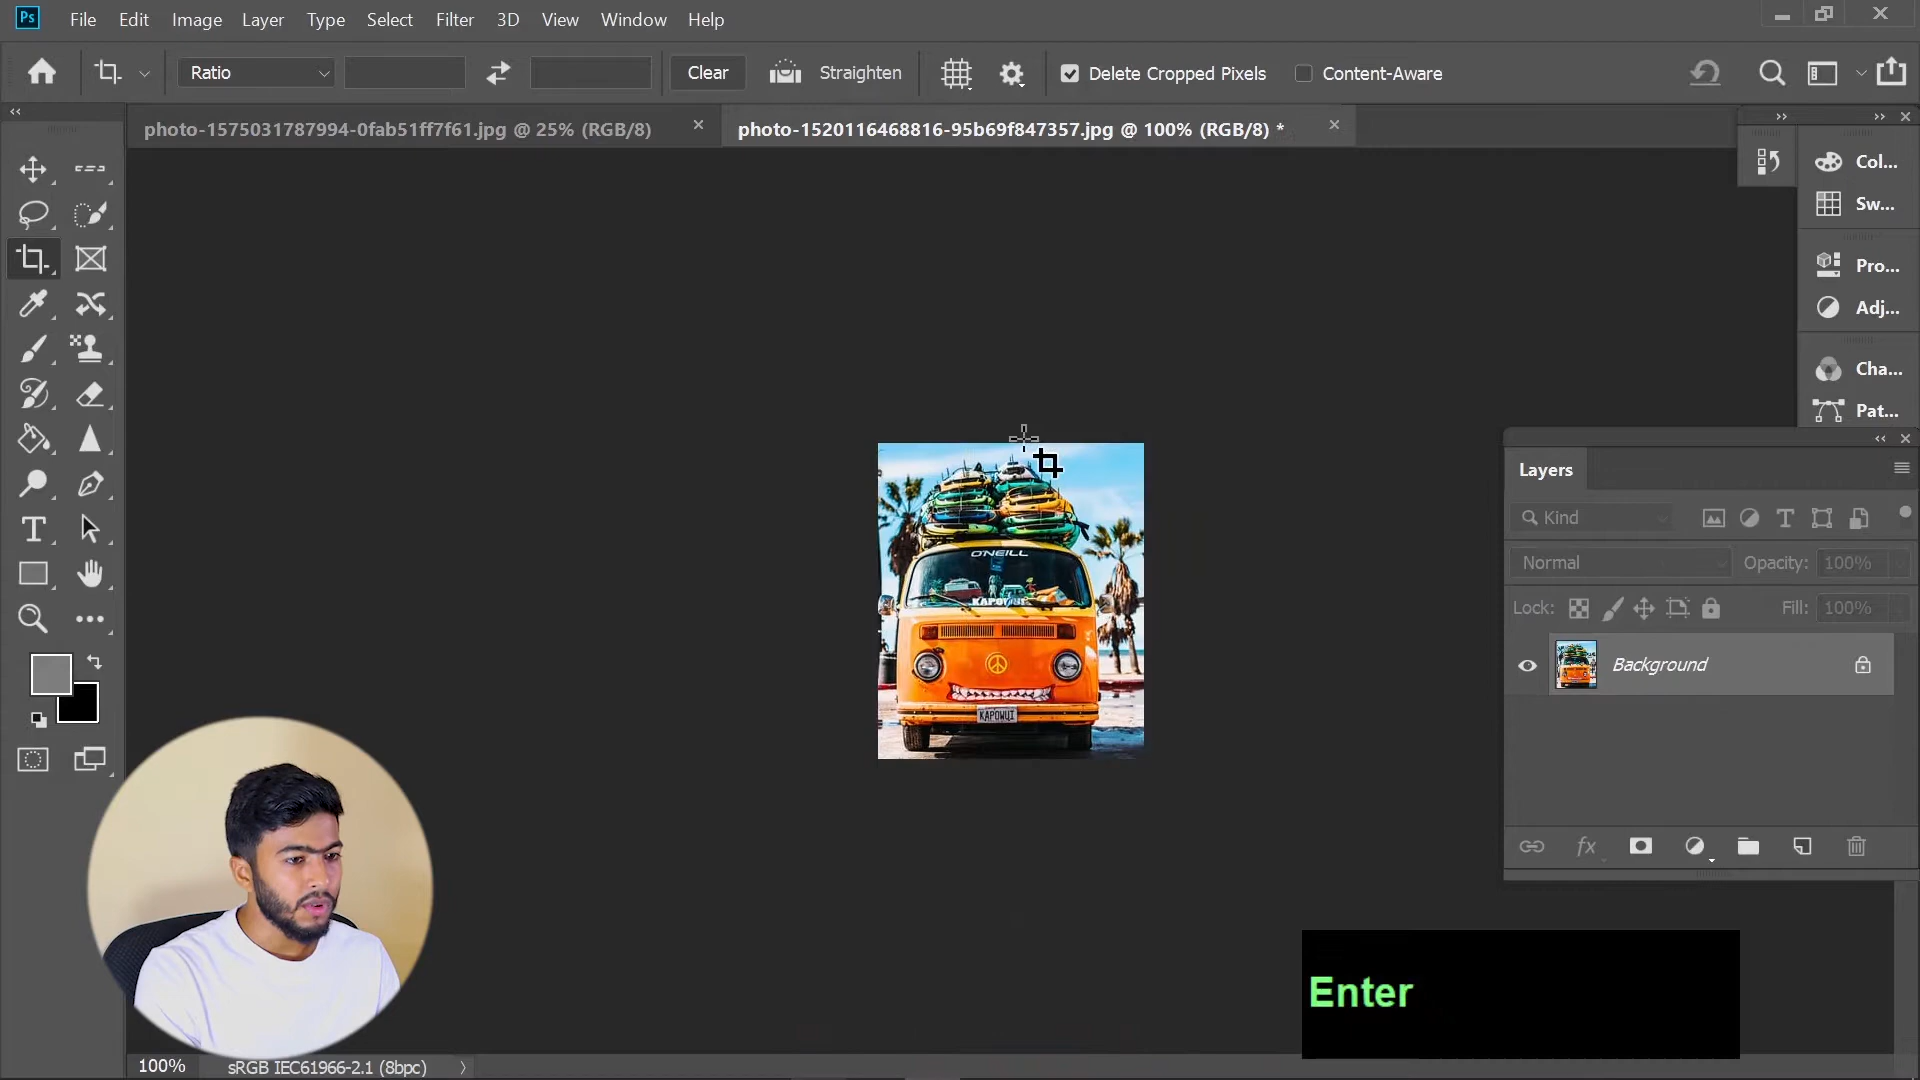 Ps File Edit Image Layer Type Select Filter 3D View Window Help
Ratio Clear Straighten Delete Cropped Pixels Content-Aware
photo-1575031787994-0fab51ff7f61.jpg @ 25% (RGB/8) photo-1520116468816-95b69f847357.jpg @ 100% (RGB/8) *
Col...
Sw...
Pro...
Adj...
Cha...
Pat...
Layers
Kind
Normal Opacity: 100%
Lock: Fill: 100%
Background
O'NEILL
KAPOWUI
Enter
100% sRGB IEC61966-2.1 (8bpc)